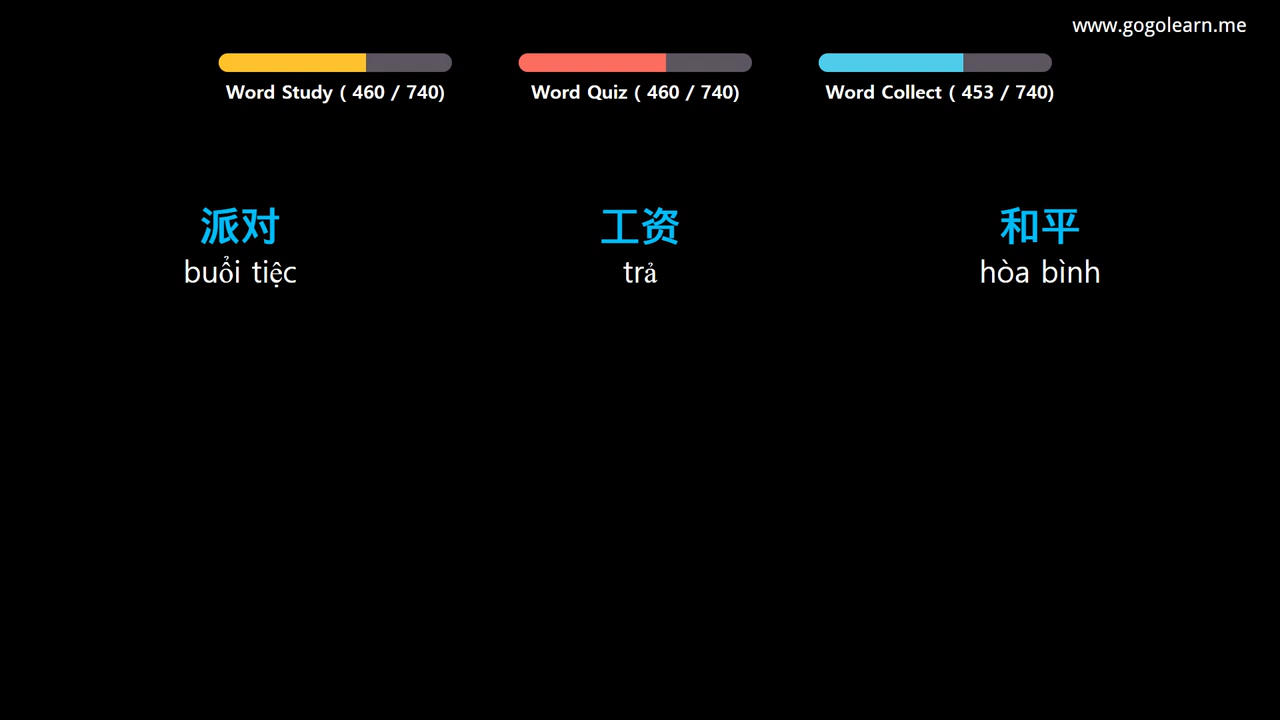 www.gogolearn.me
Word Study ( 460 / 740)
Word Quiz ( 460 / 740)
Word Collect ( 453 / 740)
派对
buổi tiệc
工资
trả
和平
hòa bình